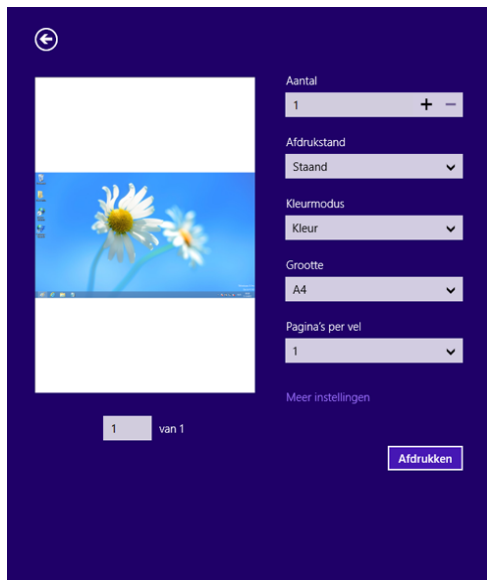 Aantal
1
Afdrukstand
Staand
Kleurmodus
Kleur
Grootte
A4
Pagina's per vel
1
Meer instellingen
1 van 1
Afdrukken